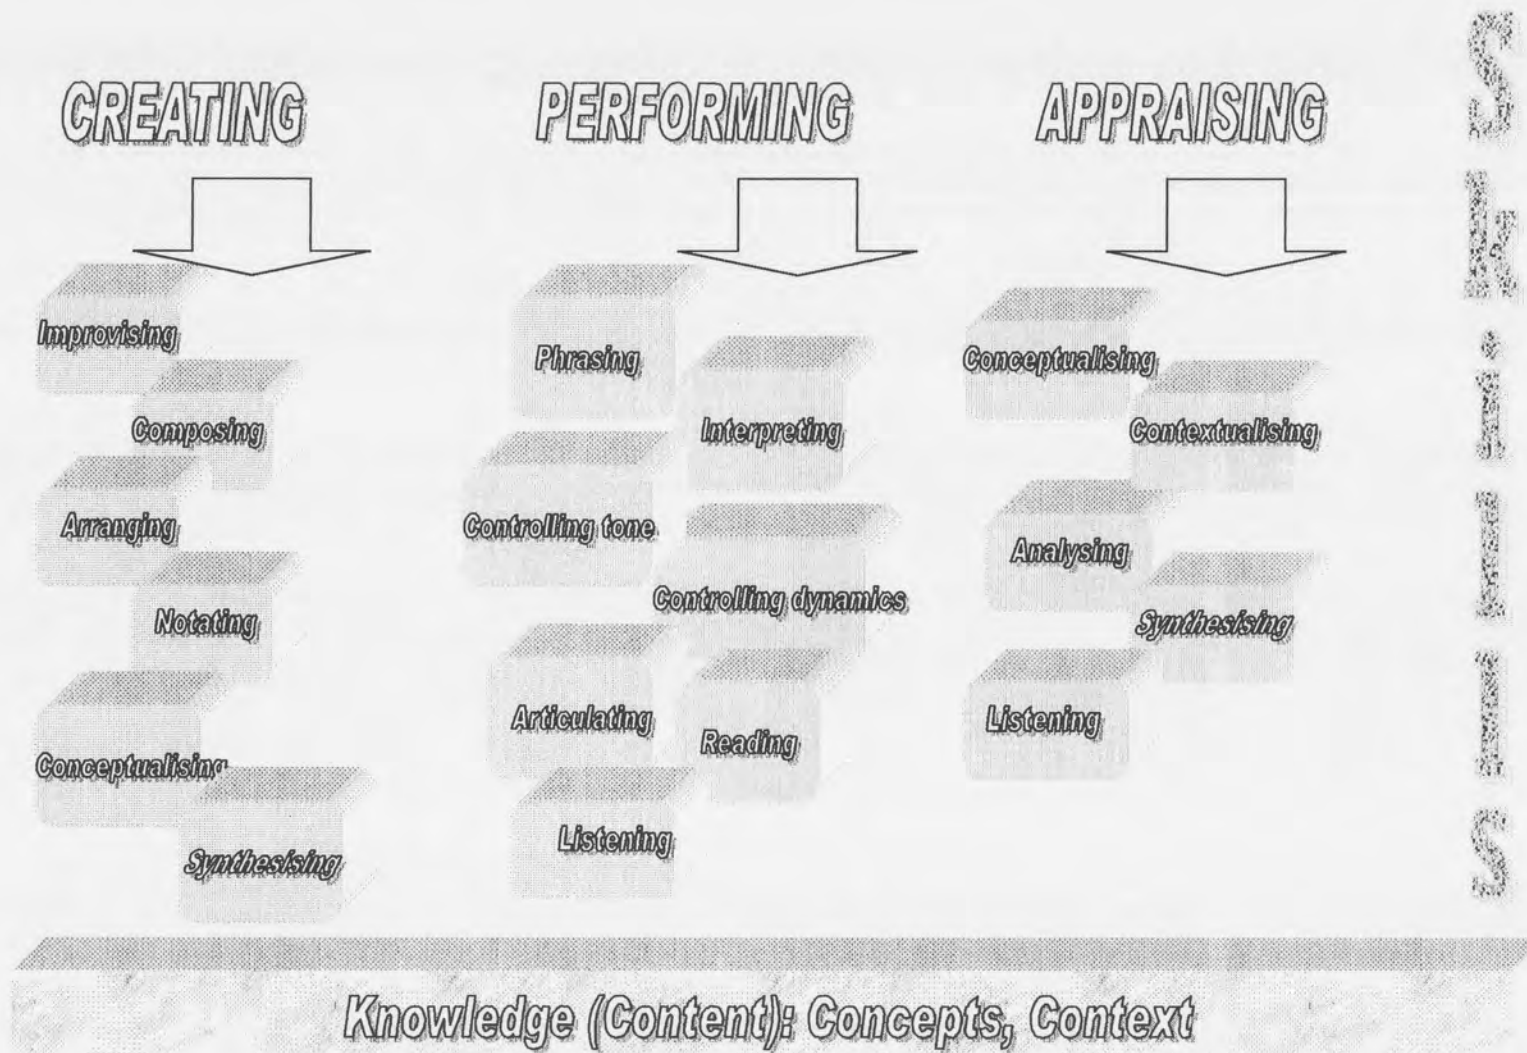 CREATING
Improvising
Composing
Arranging
Notating
Conceptualising
Synthesising
PERFORMING
Phrasing
Interpreting
Controlling tone
Controlling dynamics
Articulating
Reading
Listening
APPRAISING
Conceptualising
Contextualising
Analysing
Synthesising
Listening
Skills
Knowledge (Content): Concepts, Context